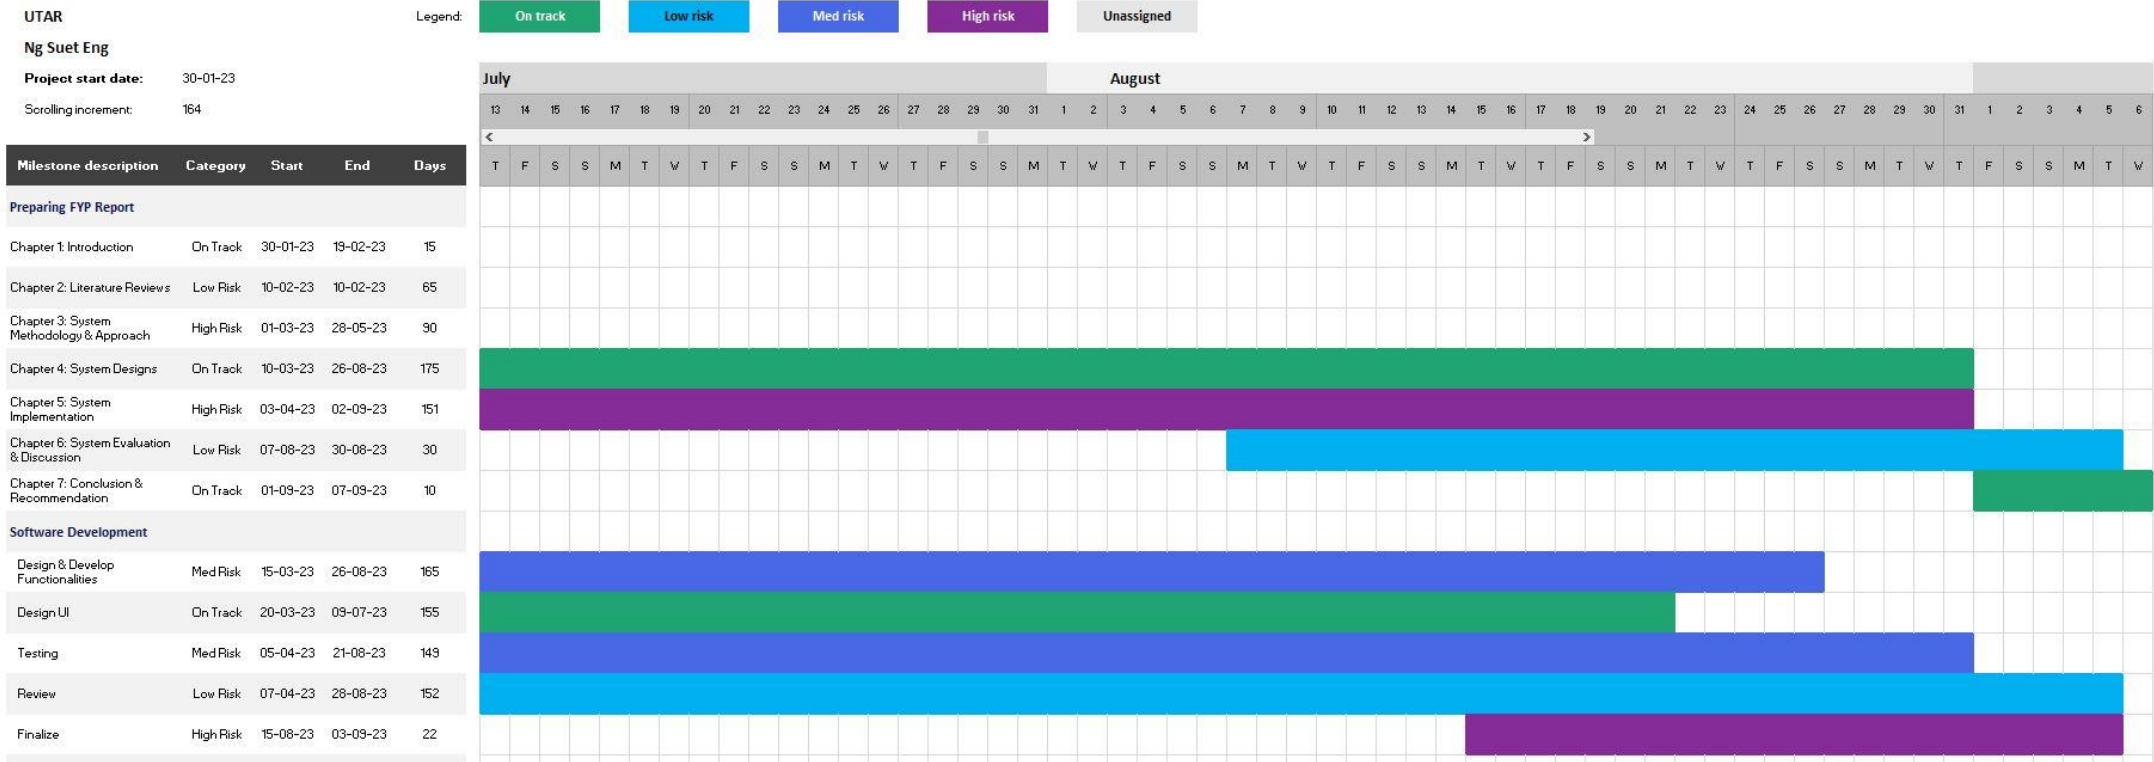 UTAR
Legend: On track Low risk Med risk High risk Unassigned
Ng Suet Eng
Project start date: 30-01-23
July August
Scrolling increment: 164
13 14 15 16 17 18 19 20 21 22 23 24 25 26 27 28 29 30 31 1 2 3 4 5 6 7 8 9 10 11 12 13 14 15 16 17 18 19 20 21 22 23 24 25 26 27 28 29 30 31 1 2 3 4 5 6
Milestone description Category Start End Days
T F S S M T W T F S S M T W T F S S M T W T F S S M T W T F S S M T W T F S S M T W T F S S M T W T F S S M T W
Preparing FYP Report
Chapter 1: Introduction On Track 30-01-23 19-02-23 15
Chapter 2: Literature Reviews Low Risk 10-02-23 10-02-23 65
Chapter 3: System
Methodology & Approach High Risk 01-03-23 28-05-23 90
Chapter 4: System Designs On Track 10-03-23 26-08-23 175
Chapter 5: System
Implementation High Risk 03-04-23 02-09-23 151
Chapter 6: System Evaluation
& Discussion Low Risk 07-08-23 30-08-23 30
Chapter 7: Conclusion &
Recommendation On Track 01-09-23 07-09-23 10
Software Development
Design & Develop
Functionalities Med Risk 15-03-23 26-08-23 165
Design UI On Track 20-03-23 09-07-23 155
Testing Med Risk 05-04-23 21-08-23 149
Review Low Risk 07-04-23 28-08-23 152
Finalize High Risk 15-08-23 03-09-23 22